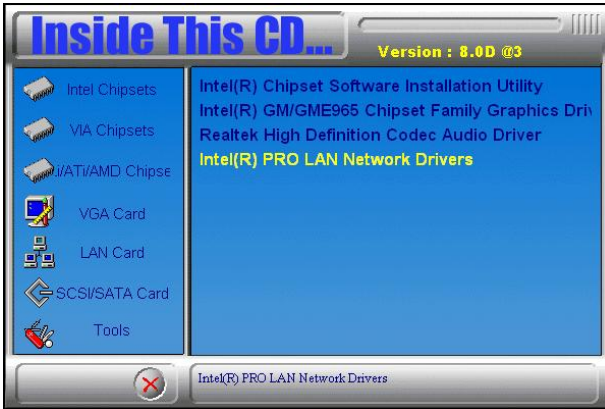 Inside This CD...
Version : 8.0D @3
Intel Chipsets
VIA Chipsets
i/ATi/AMD Chipse
VGA Card
LAN Card
SCSI/SATA Card
Tools
Intel(R) Chipset Software Installation Utility
Intel(R) GM/GME965 Chipset Family Graphics Driv
Realtek High Definition Codec Audio Driver
Intel(R) PRO LAN Network Drivers
Intel(R) PRO LAN Network Drivers